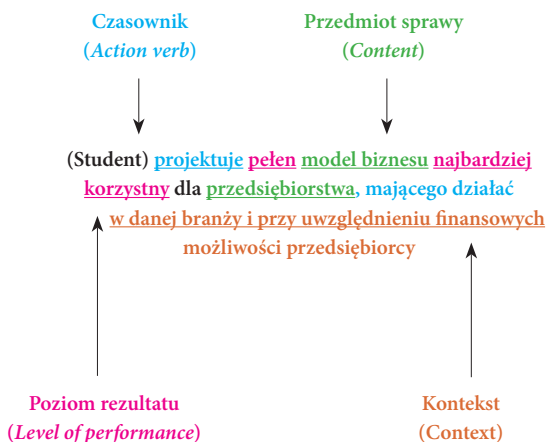 Czasownik
(Action verb)
Przedmiot sprawy
(Content)
(Student) projektuje pełen model biznesu najbardziej
korzystny dla przedsiębiorstwa, mającego działać
w danej branży i przy uwzględnieniu finansowych
możliwości przedsiębiorcy
Poziom rezultatu
(Level of performance)
Kontekst
(Context)